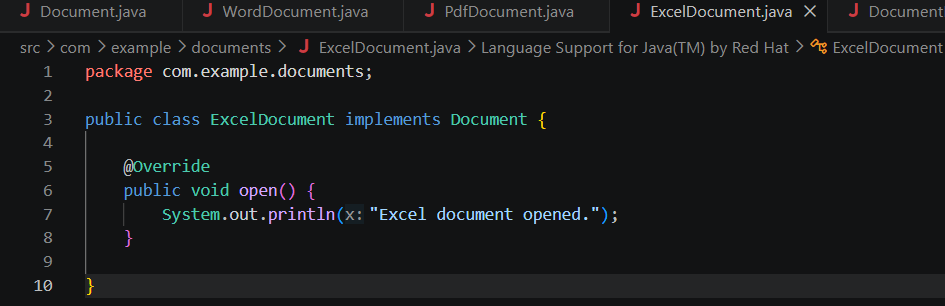 J Document.java J WordDocument.java J PdfDocument.java J ExcelDocument.java × J Document
src > com > example > documents > J ExcelDocument.java > Language Support for Java(TM) by Red Hat > ExcelDocument
1 package com.example.documents;
2
3 public class ExcelDocument implements Document {
4
5     @Override
6     public void open() {
7         System.out.println(x: "Excel document opened.");
8     }
9
10 }